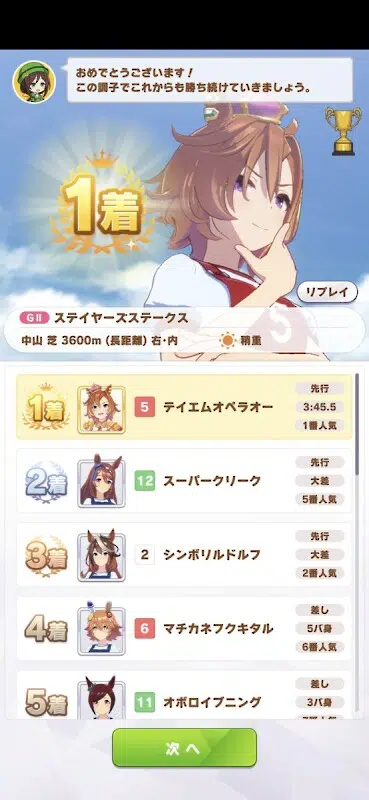 おめでとうございます！
この調子でこれからも勝ち続けていきましょう。
1着
リプレイ
5
GII ステイヤーズステークス
中山 芝 3600m (長距離) 右・内 稍重
1着 5 テイエムオペラオー 先行 3:45.5 1番人気
2着 12 スーパークリーク 先行 大差 5番人気
3着 2 シンボリルドルフ 先行 大差 2番人気
4着 6 マチカネフクキタル 差し 5バ身 6番人気
5着 11 オボロイブニング 差し 3バ身
次へ